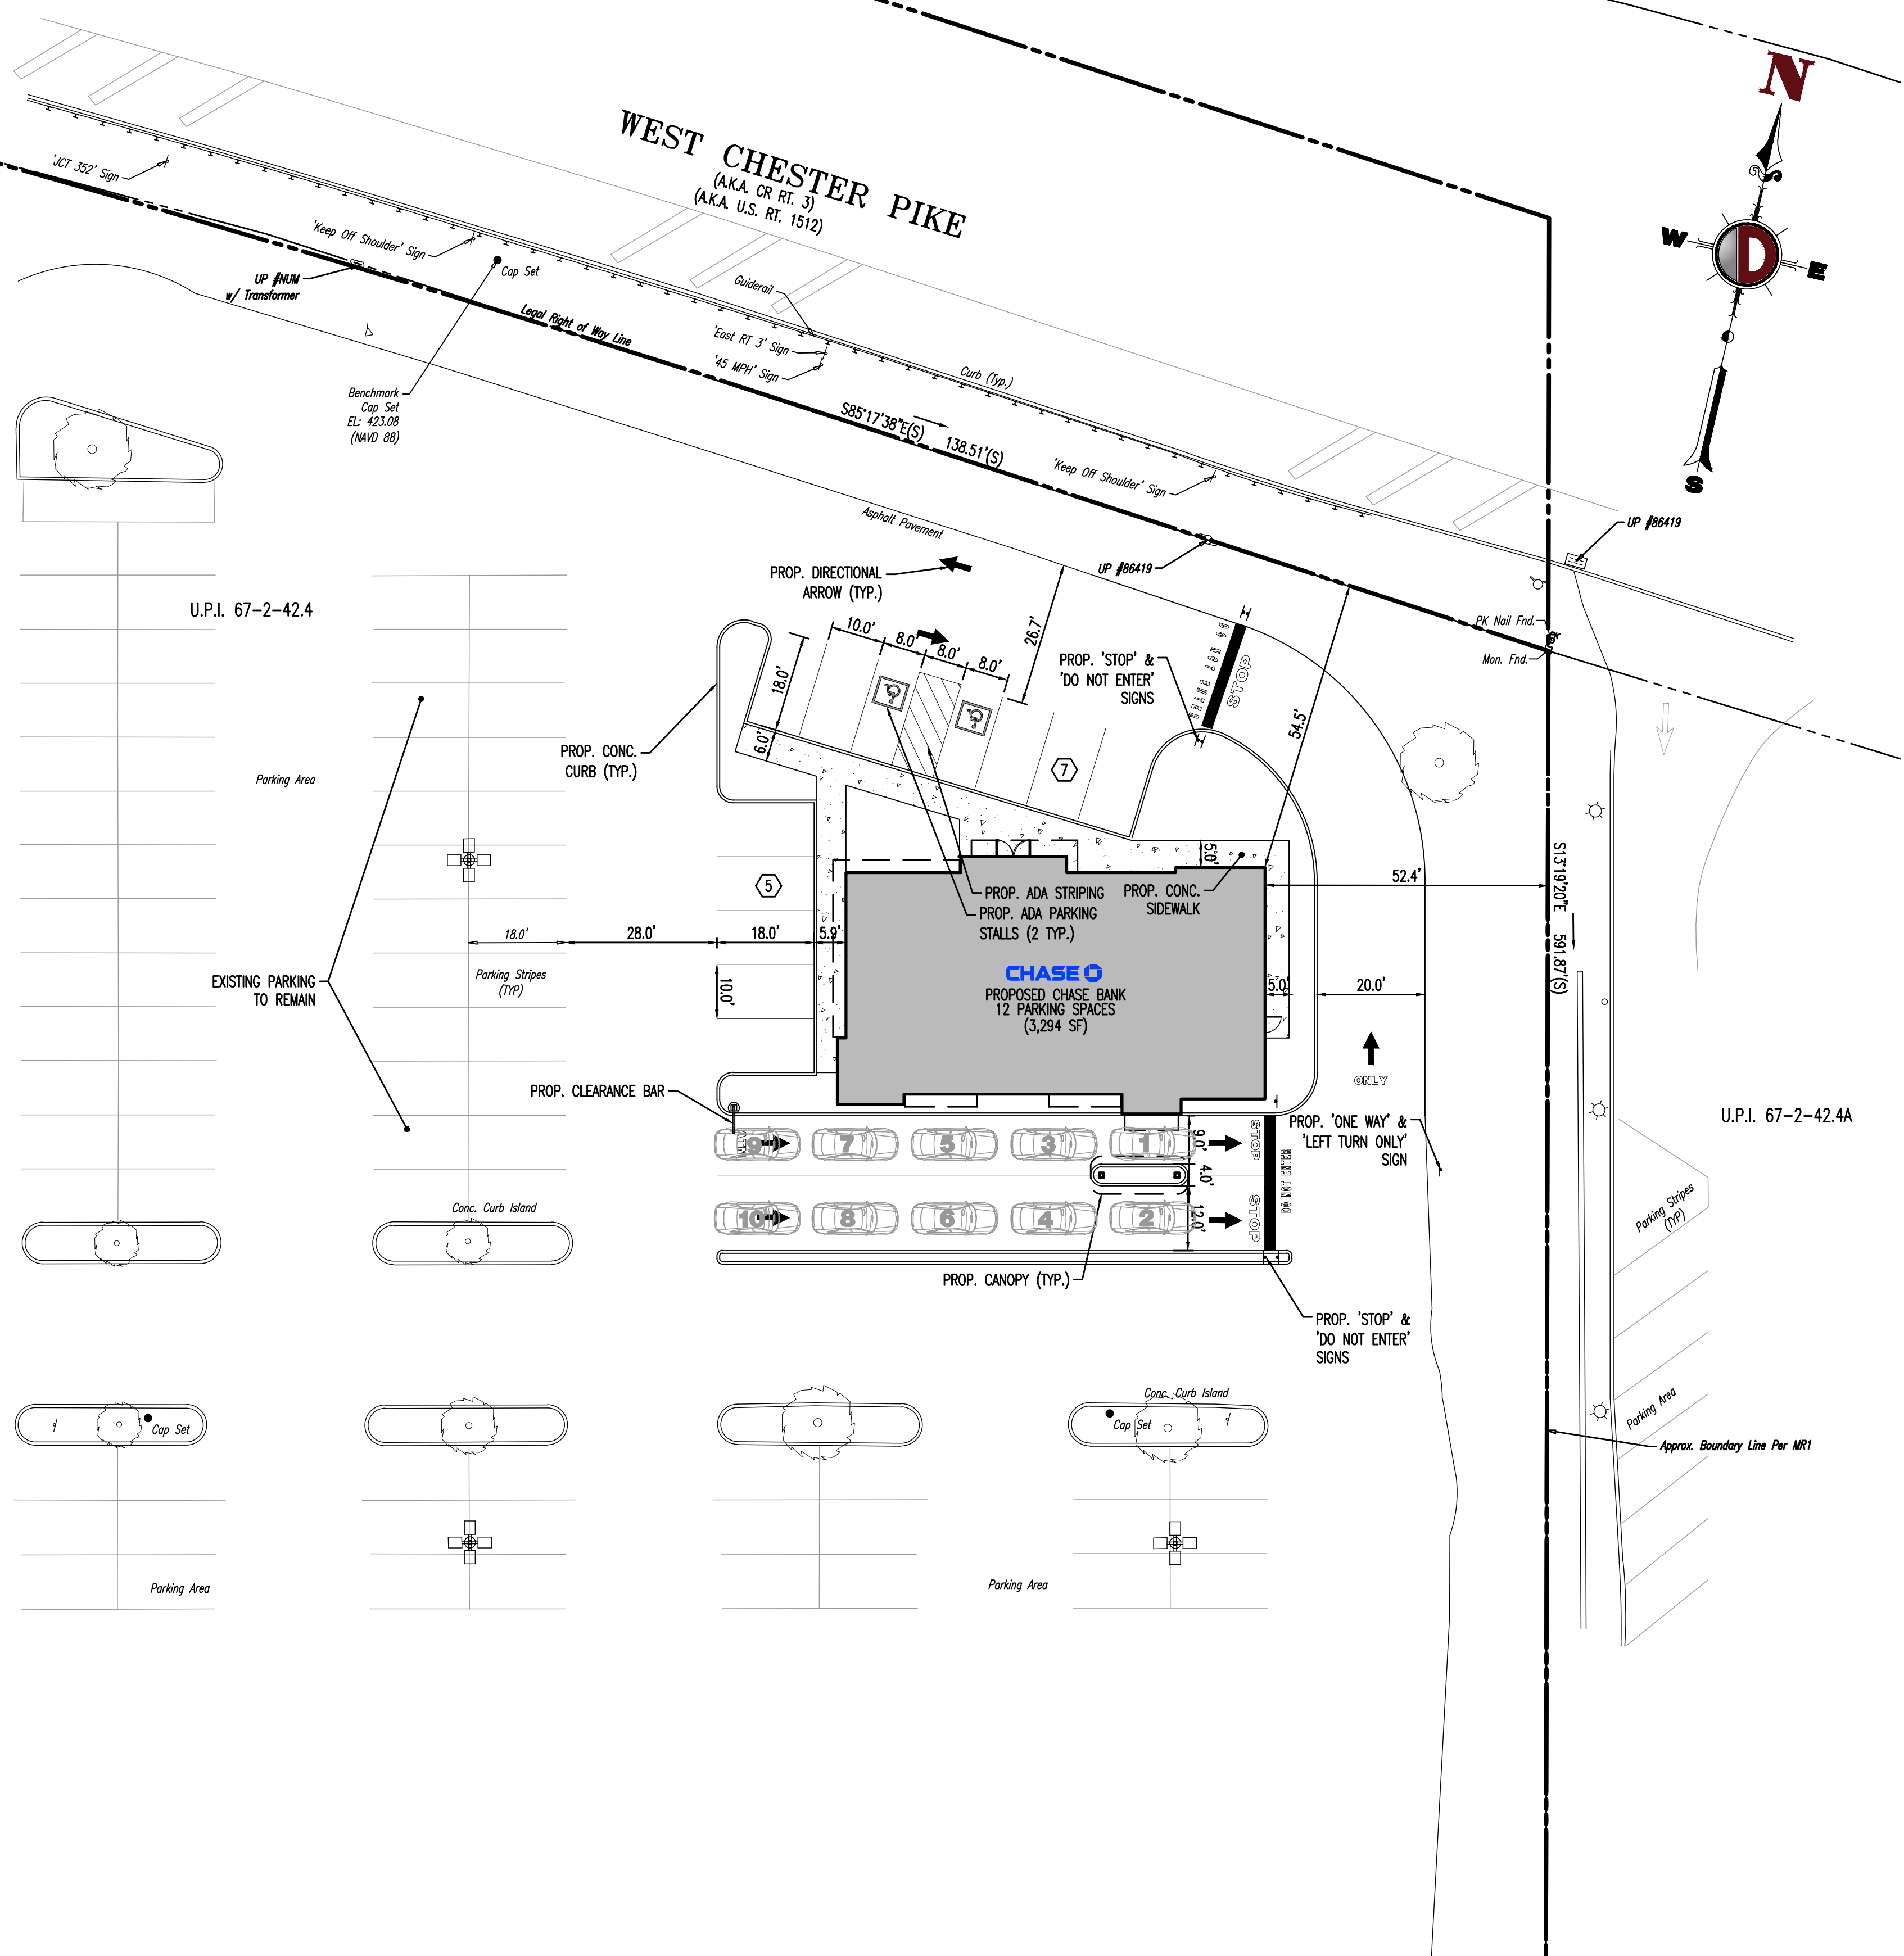 N
W
E
S
WEST CHESTER PIKE
(A.K.A. CR RT. 3)
(A.K.A. U.S. RT. 1512)
'JCT 352' Sign
'Keep Off Shoulder' Sign
UP #NUM
w/ Transformer
Cap Set
Guiderail
Legal Right of Way Line
'East RT 3' Sign
'45 MPH' Sign
Curb (Typ.)
Benchmark
Cap Set
EL: 423.08
(NAVD 88)
S85°17'38"E(S)
138.51'(S)
'Keep Off Shoulder' Sign
Asphalt Pavement
UP #86419
UP #86419
PK Nail Fnd.
PK
Mon. Fnd.
U.P.I. 67-2-42.4
PROP. DIRECTIONAL
ARROW (TYP.)
10.0'
8.0'
8.0'
8.0'
26.7'
18.0'
6.0'
PROP. 'STOP' &
'DO NOT ENTER'
SIGNS
DO NOT ENTER
STOP
54.5'
PROP. CONC.
CURB (TYP.)
7
Parking Area
5
5.0'
PROP. ADA STRIPING
PROP. ADA PARKING
STALLS (2 TYP.)
PROP. CONC.
SIDEWALK
52.4'
S13°19'20"E
591.87'(S)
18.0'
28.0'
18.0'
5.9'
Parking Stripes
(TYP)
10.0'
EXISTING PARKING
TO REMAIN
CHASE
PROPOSED CHASE BANK
12 PARKING SPACES
(3,294 SF)
5.0'
20.0'
ONLY
PROP. CLEARANCE BAR
PROP. 'ONE WAY' &
'LEFT TURN ONLY'
SIGN
U.P.I. 67-2-42.4A
ATM
9
7
5
3
1
9.0'
STOP
DO NOT ENTER
4.0'
10
8
6
4
2
12.0'
STOP
Conc. Curb Island
PROP. CANOPY (TYP.)
PROP. 'STOP' &
'DO NOT ENTER'
SIGNS
Parking Stripes
(TYP)
Conc. Curb Island
Cap Set
Cap Set
Parking Area
Approx. Boundary Line Per MR1
Parking Area
Parking Area